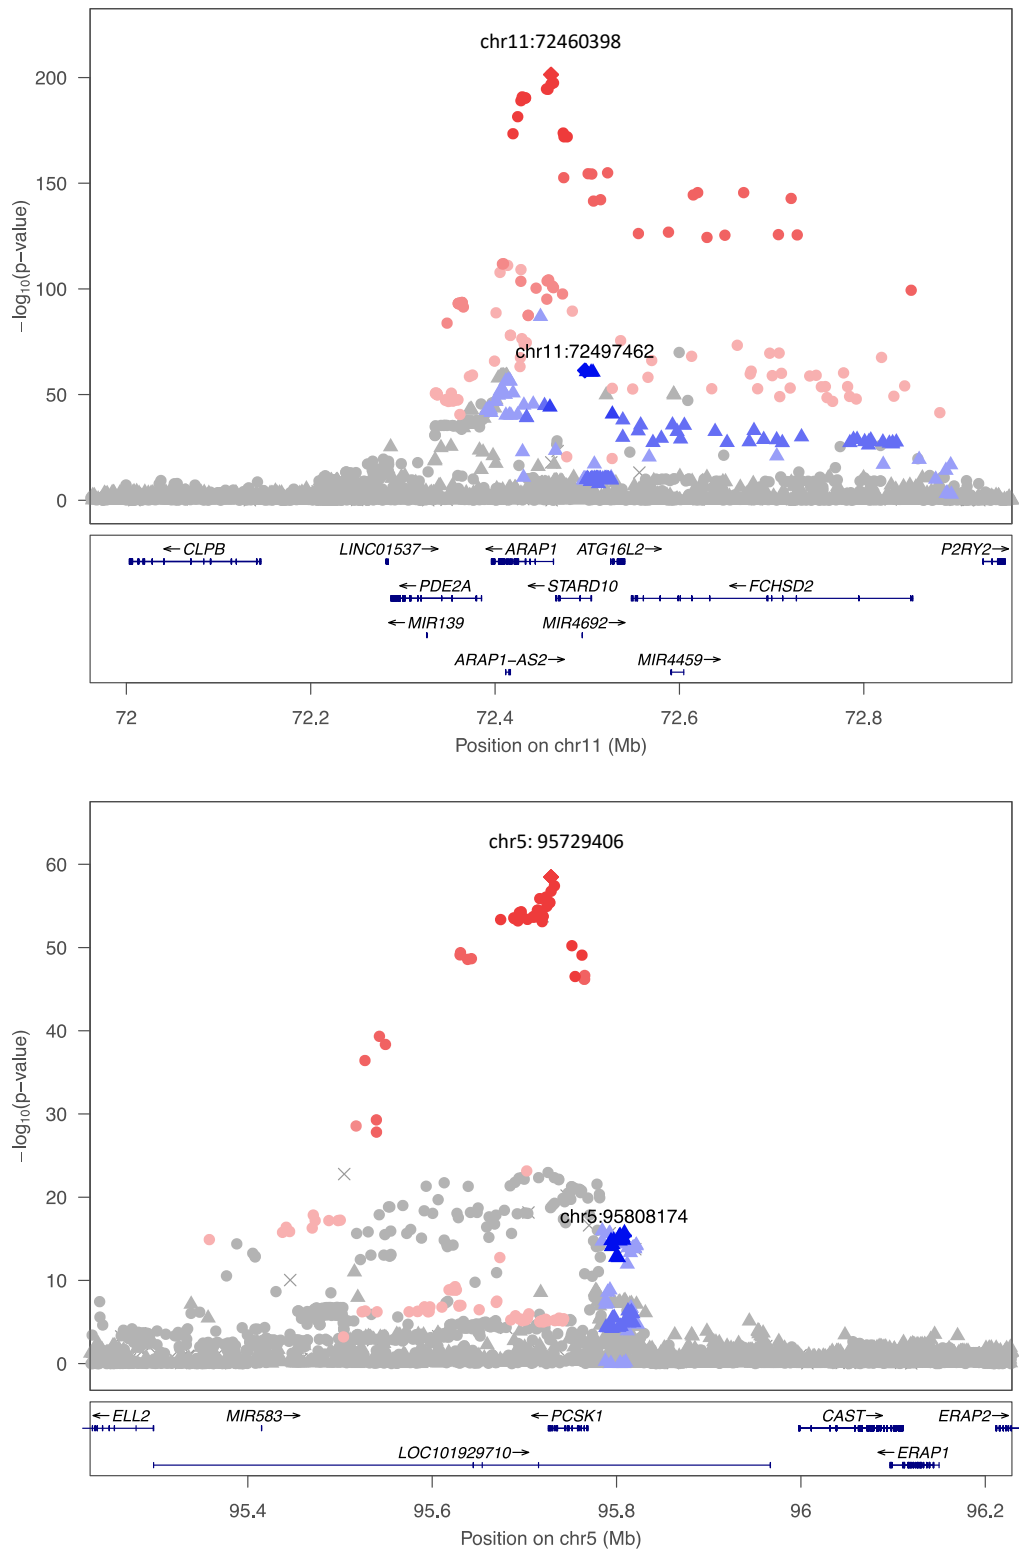 chr11:72460398
200
150
100
50
0
−log10(p−value)
chr11:72497462
←CLPB
LINC01537→
←ARAP1
ATG16L2→
P2RY2→
←PDE2A
←STARD10
←FCHSD2
←MIR139
MIR4692→
ARAP1−AS2→
MIR4459→
72
72.2
72.4
72.6
72.8
Position on chr11 (Mb)
chr5: 95729406
60
50
40
30
20
10
0
−log10(p−value)
chr5:95808174
←ELL2
MIR583→
←PCSK1
CAST→
ERAP2→
LOC101929710→
←ERAP1
95.4
95.6
95.8
96
96.2
Position on chr5 (Mb)